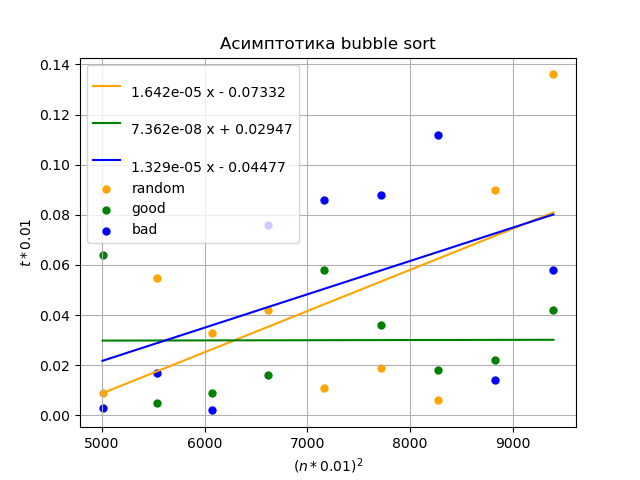 Асимптотика bubble sort
0.14
0.12
0.10
0.08
0.06
0.04
0.02
0.00
t * 0.01
1.642e-05 x - 0.07332
7.362e-08 x + 0.02947
1.329e-05 x - 0.04477
random
good
bad
5000 6000 7000 8000 9000
(n * 0.01)²